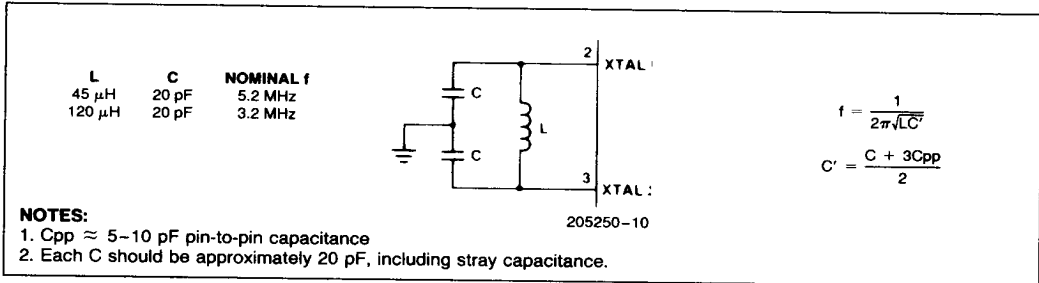 L C NOMINAL f
45 μH 20 pF 5.2 MHz
120 μH 20 pF 3.2 MHz
2 XTAL
C
L
C
3 XTAL :
205250–10
f = 1 / 2π√LC′
C′ = C + 3Cpp / 2
NOTES:
1. Cpp ≈ 5–10 pF pin-to-pin capacitance
2. Each C should be approximately 20 pF, including stray capacitance.